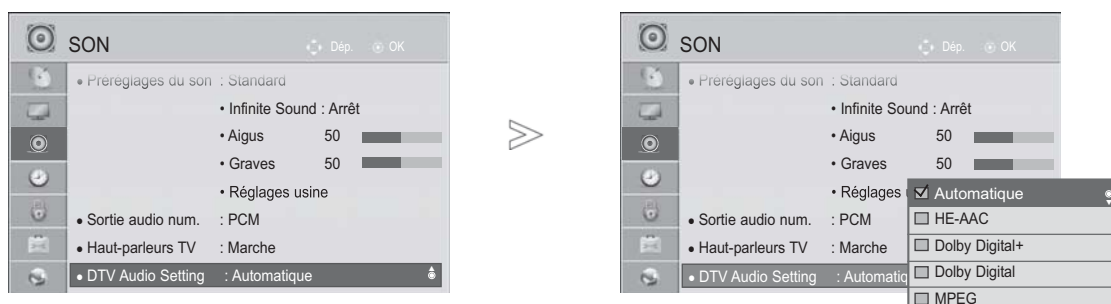 SON
Dép. OK
• Préréglages du son : Standard
• Infinite Sound : Arrêt
• Aigus 50
• Graves 50
• Réglages usine
• Sortie audio num. : PCM
• Haut-parleurs TV : Marche
• DTV Audio Setting : Automatique
SON
Dép. OK
• Préréglages du son : Standard
• Infinite Sound : Arrêt
• Aigus 50
• Graves 50
• Réglages
• Sortie audio num. : PCM
• Haut-parleurs TV : Marche
• DTV Audio Setting : Automatiq
Automatique
HE-AAC
Dolby Digital+
Dolby Digital
MPEG